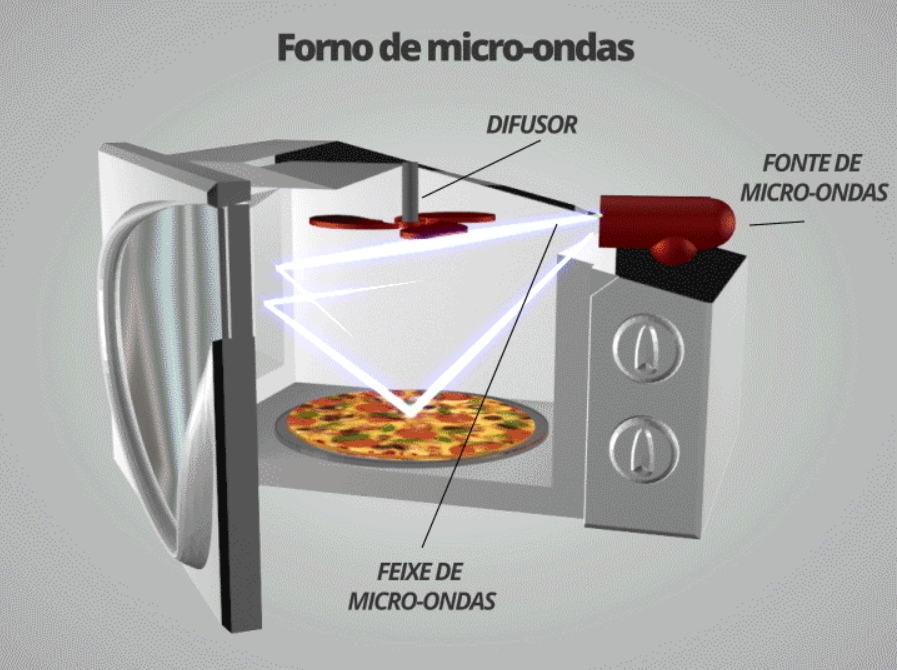 Forno de micro-ondas
DIFUSOR
FONTE DE
MICRO-ONDAS
FEIXE DE
MICRO-ONDAS